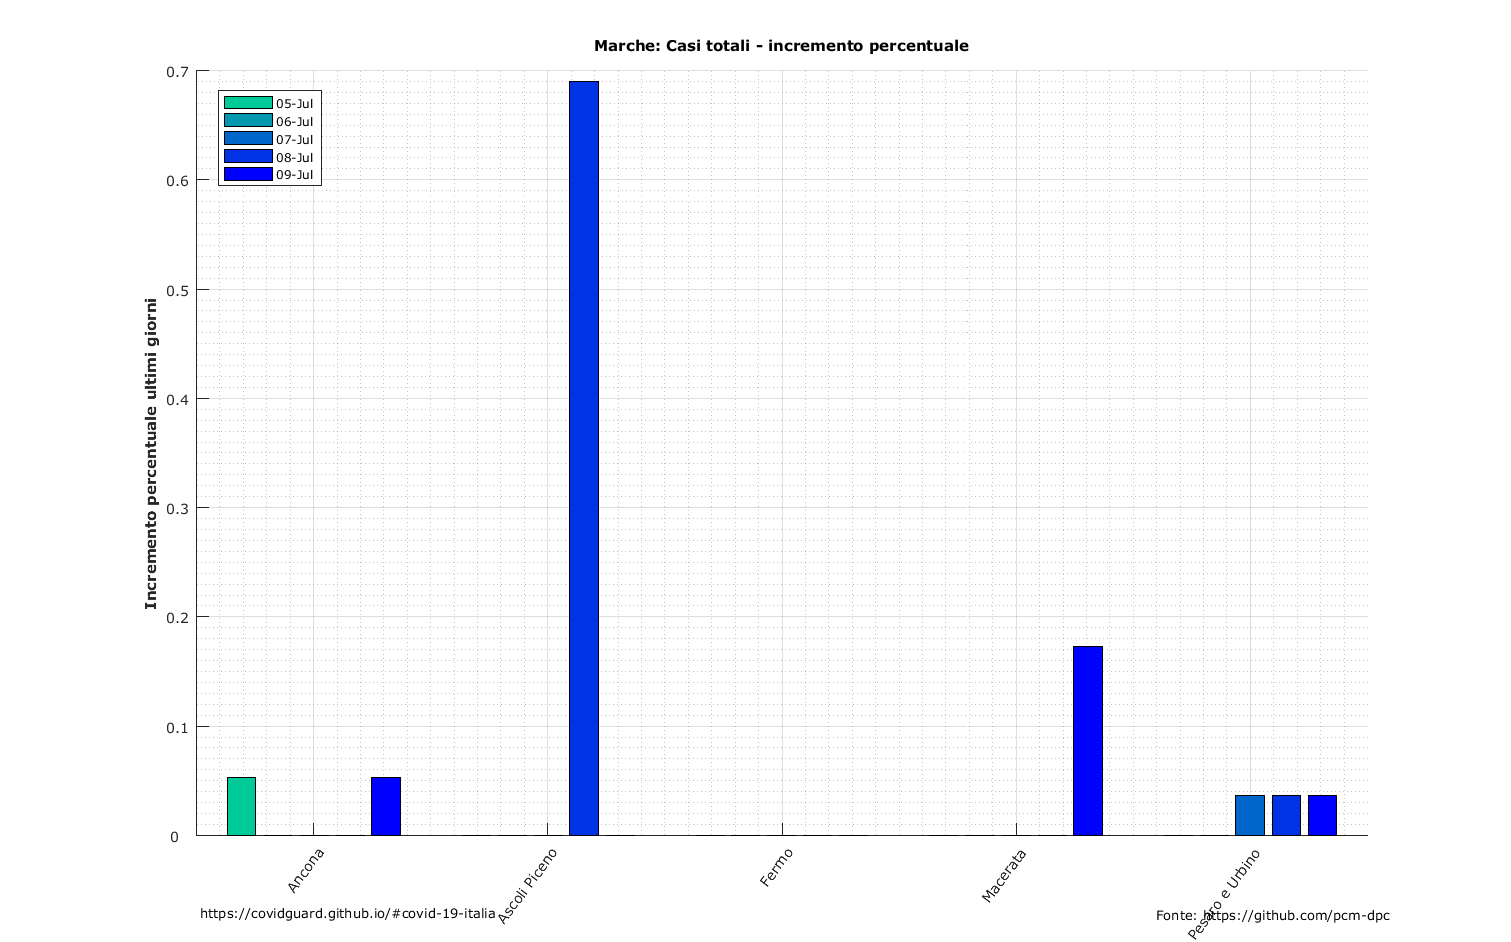 Marche: Casi totali - incremento percentuale
0.7
0.6
0.5
0.4
0.3
0.2
0.1
0
Incremento percentuale ultimi giorni
05-Jul
06-Jul
07-Jul
08-Jul
09-Jul
Ancona
Ascoli Piceno
Fermo
Macerata
Pesaro e Urbino
https://covidguard.github.io/#covid-19-italia
Fonte: https://github.com/pcm-dpc